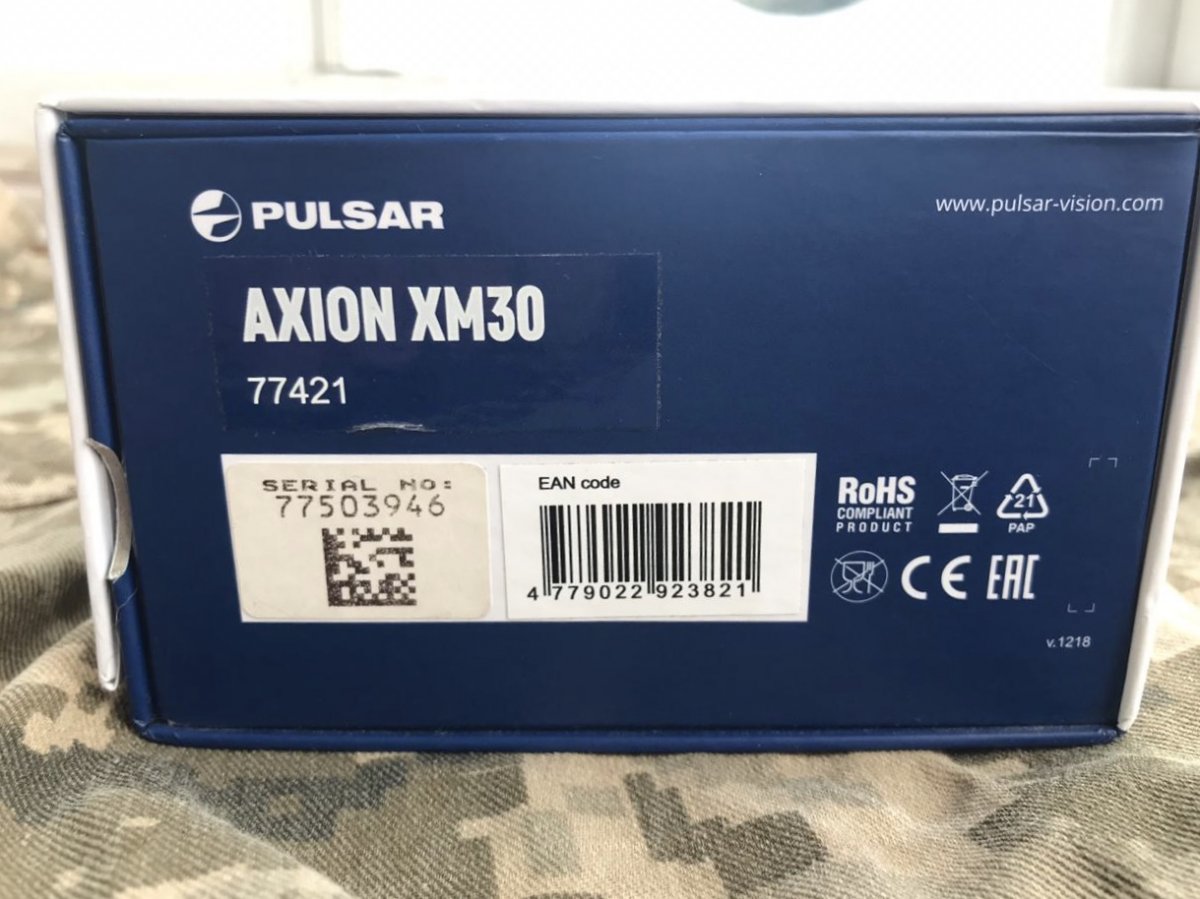 PULSAR
www.pulsar-vision.com
AXION XM30
77421
SERIAL NO:
77503946
EAN code
4 779022 923821
RoHS
COMPLIANT
PRODUCT
21
PAP
CE
EAC
v.1218